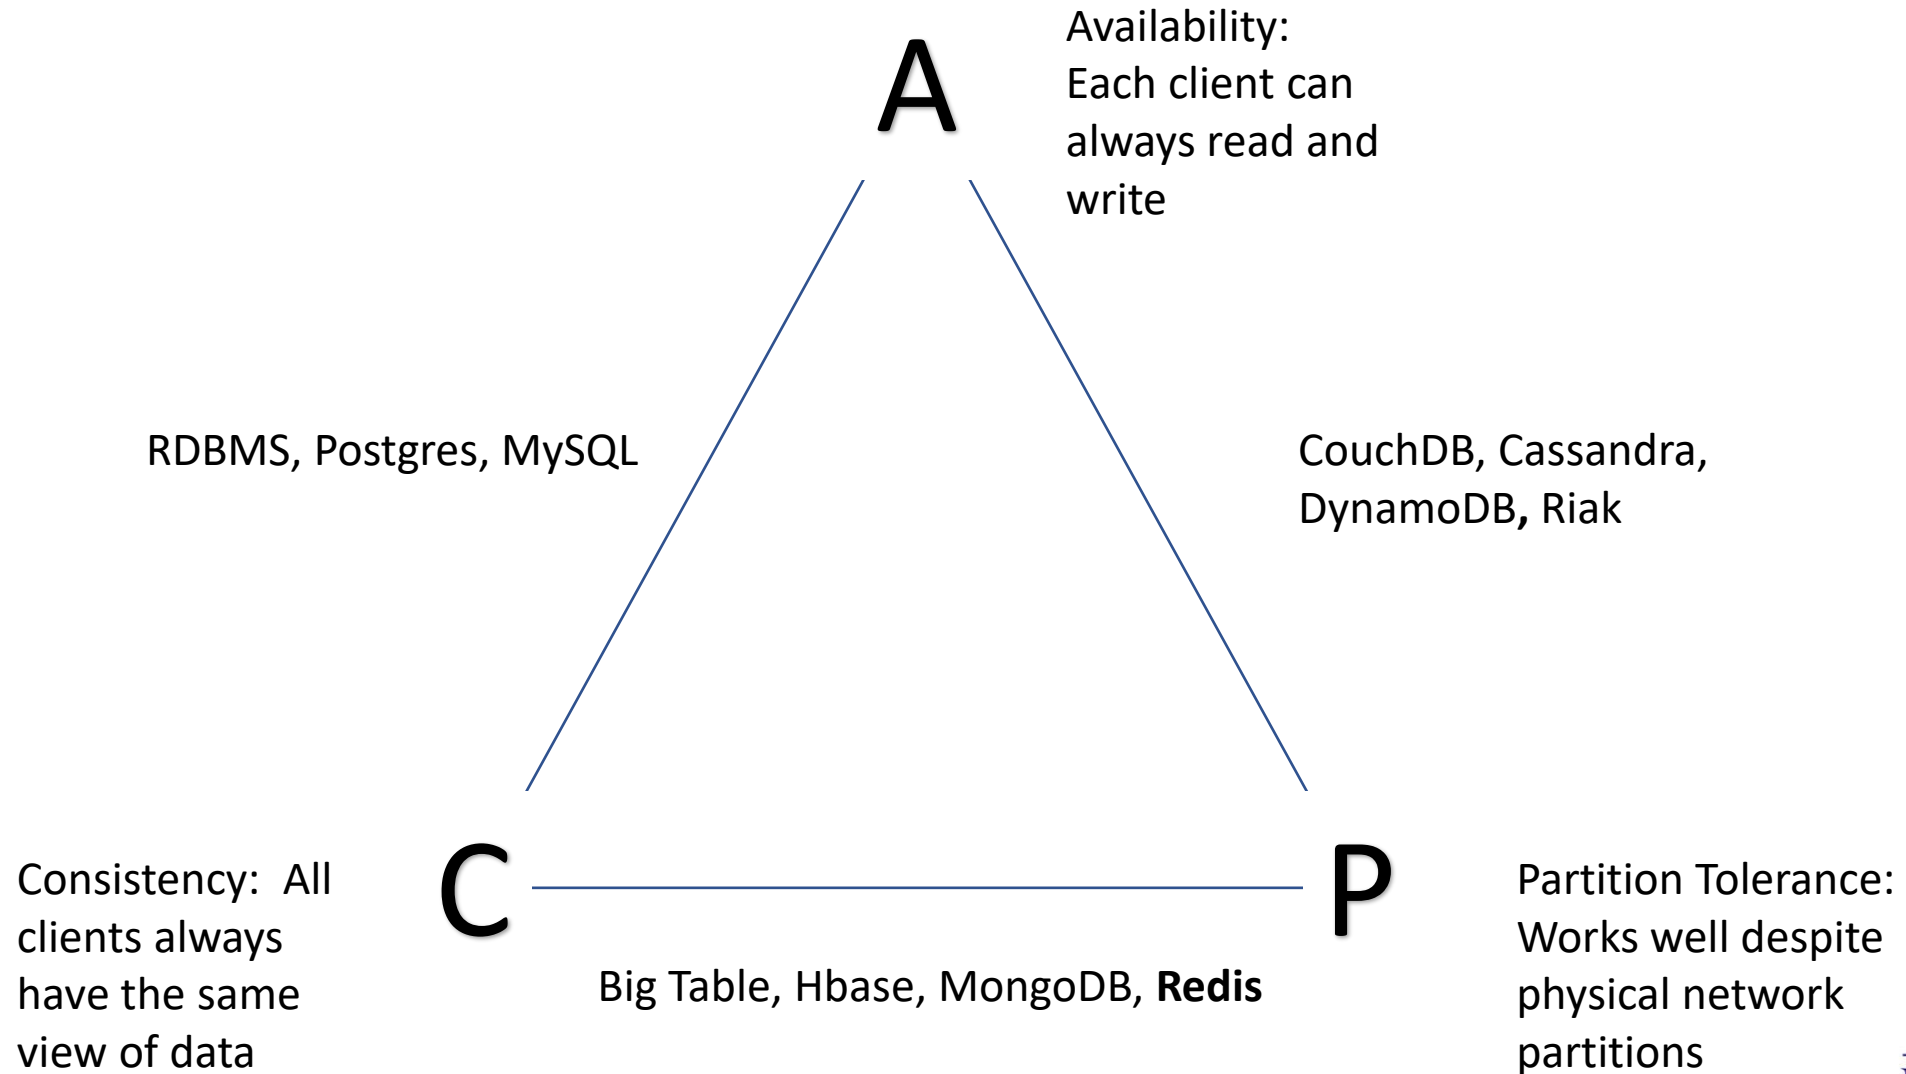 A
Availability:
Each client can
always read and
write
RDBMS, Postgres, MySQL
CouchDB, Cassandra,
DynamoDB, Riak
C
P
Consistency:  All
clients always
have the same
view of data
Big Table, Hbase, MongoDB, Redis
Partition Tolerance:
Works well despite
physical network
partitions